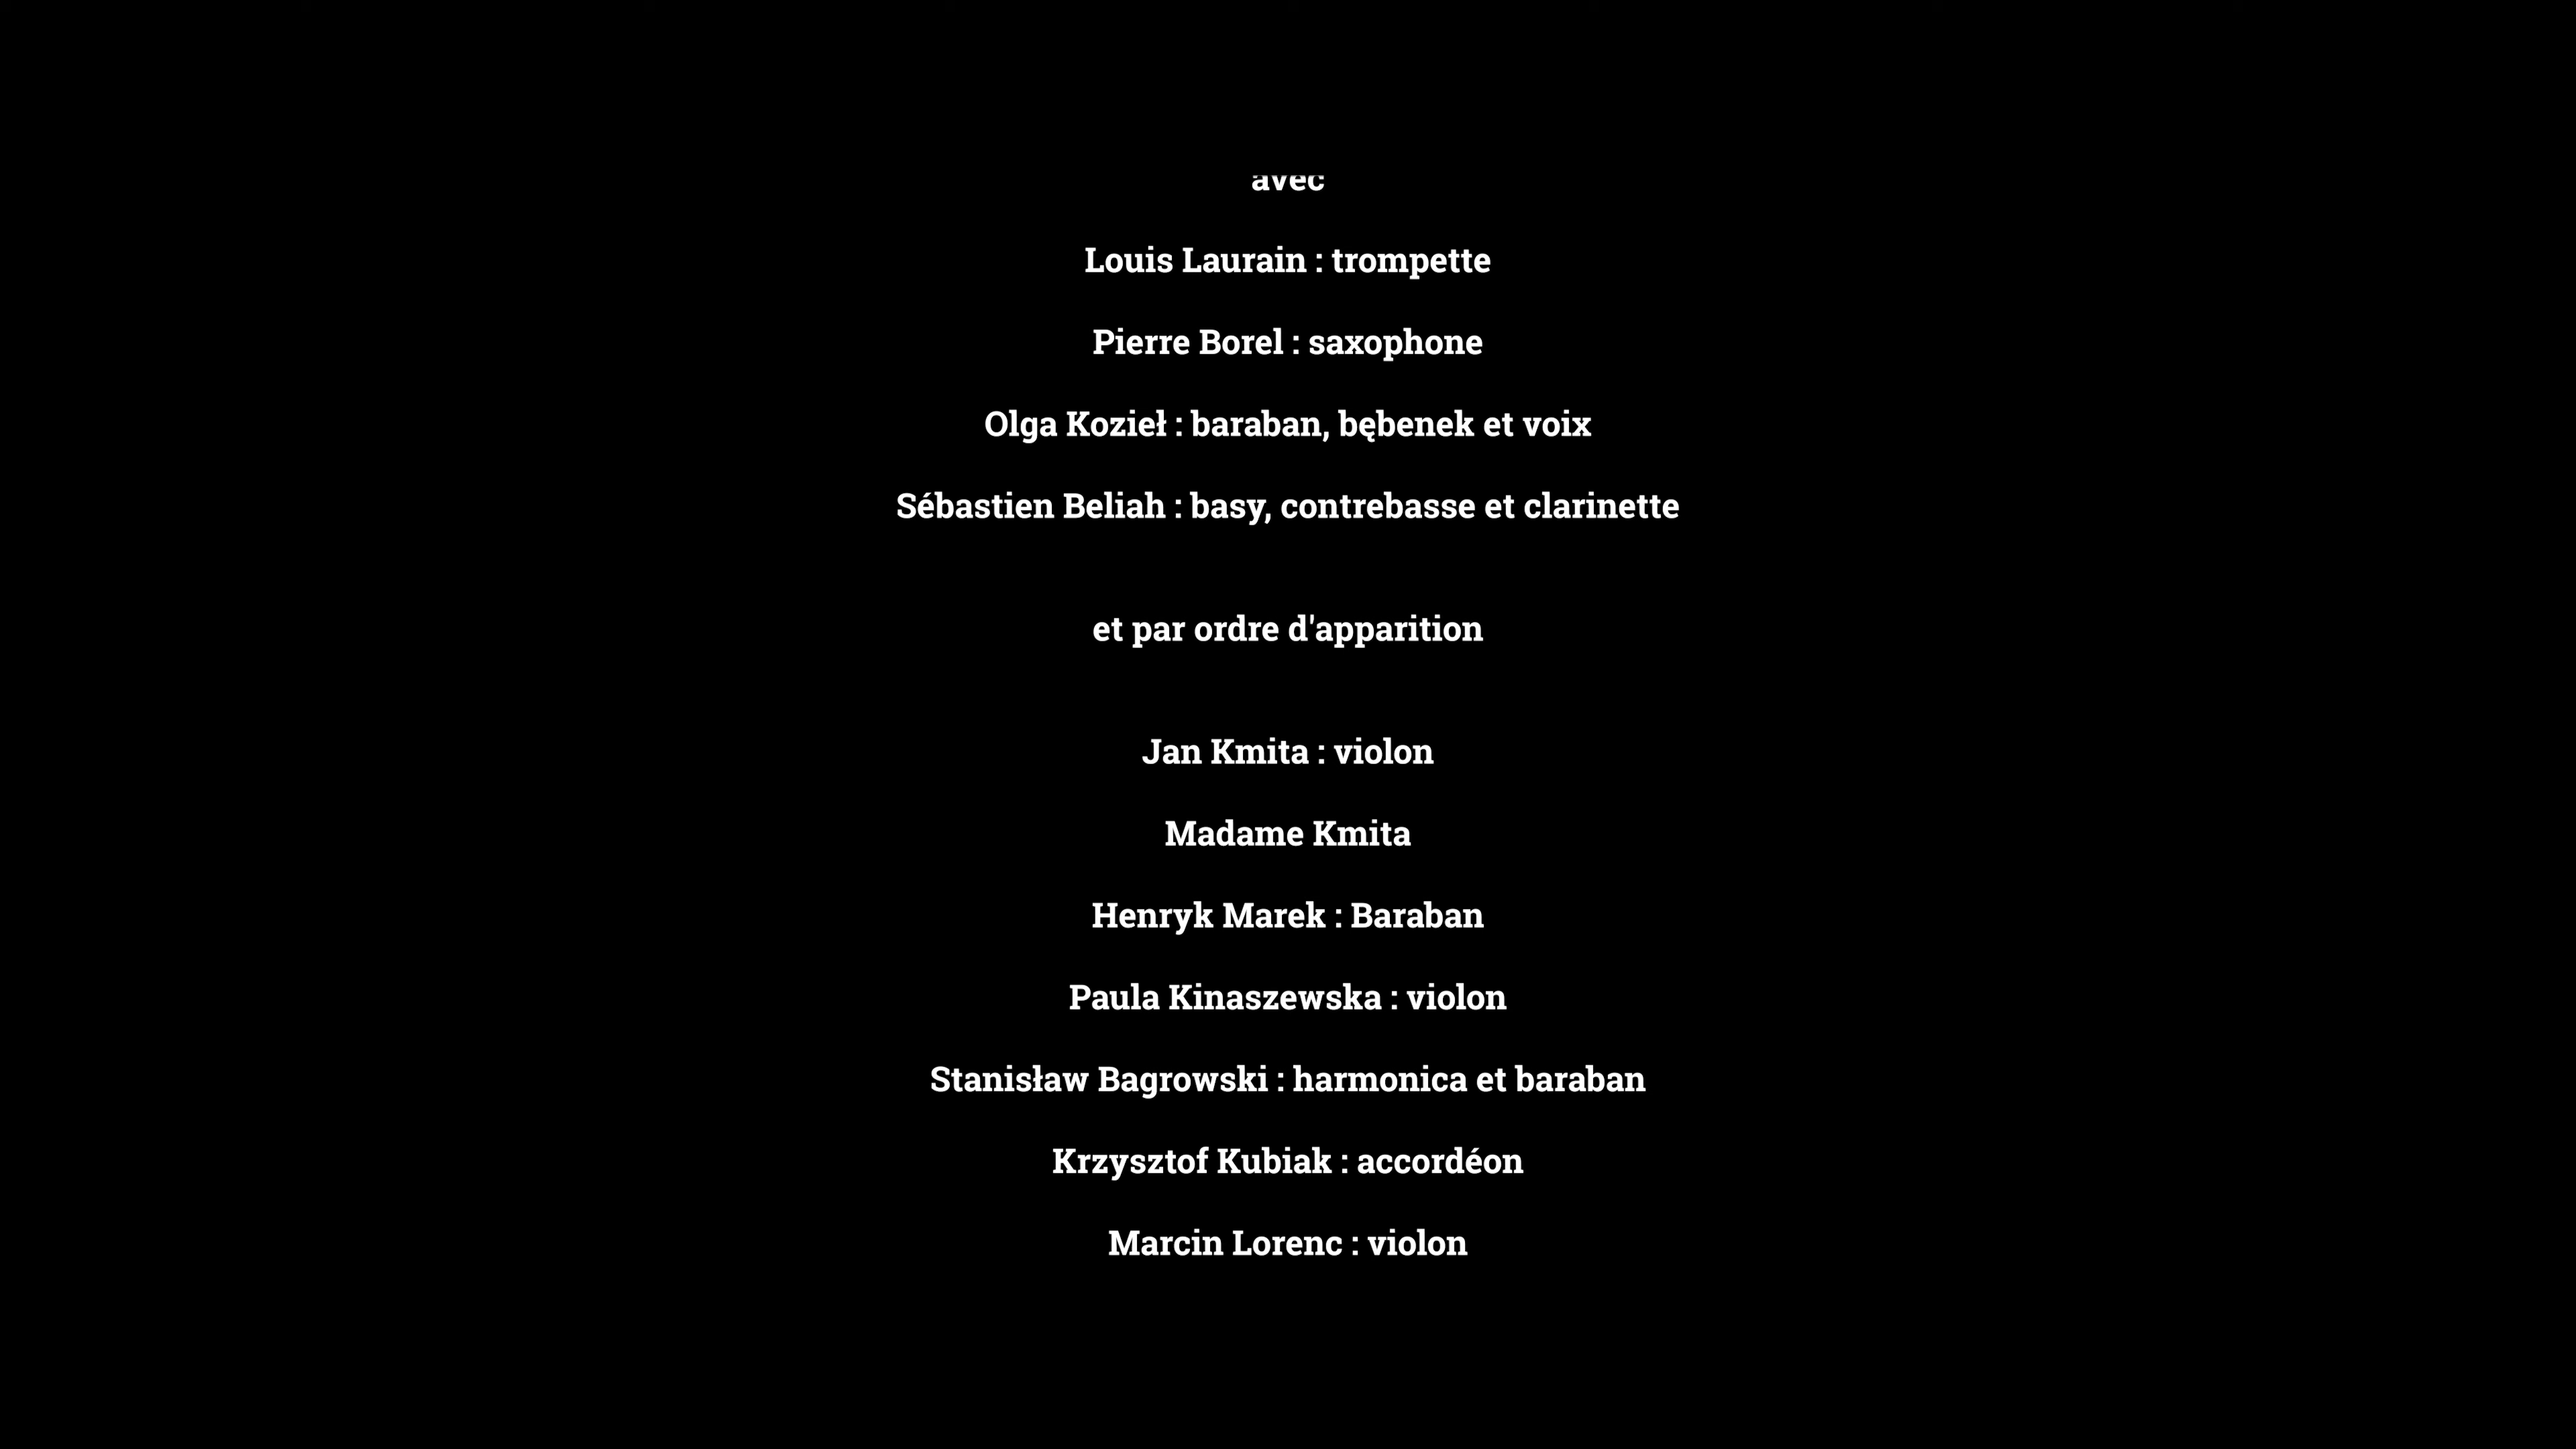 avec
Louis Laurain : trompette
Pierre Borel : saxophone
Olga Kozieł : baraban, bębenek et voix
Sébastien Beliah : basy, contrebasse et clarinette
et par ordre d'apparition
Jan Kmita : violon
Madame Kmita
Henryk Marek : Baraban
Paula Kinaszewska : violon
Stanisław Bagrowski : harmonica et baraban
Krzysztof Kubiak : accordéon
Marcin Lorenc : violon